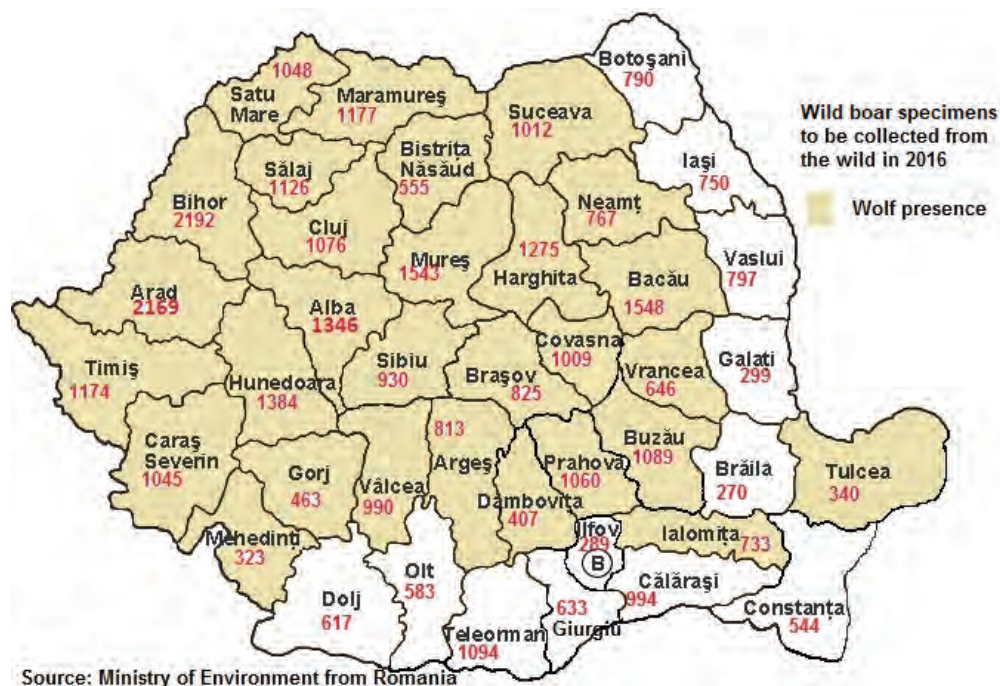 Botoşani
790
1048
Satu
Mare
Maramureş
1177
Suceava
1012
Wild boar specimens
to be collected from
the wild in 2016
Wolf presence
Bistriţa
Năsăud
555
Sălaj
1126
Iaşi
750
Bihor
2192
Cluj
1076
Neamţ
767
Mureş
1543
1275
Harghita
Vaslui
797
Bacău
1548
Arad
2169
Alba
1346
Timiş
1174
Hunedoara
1384
Sibiu
930
Braşov
825
Covasna
1009
Vrancea
646
Galati
299
Caraş
Severin
1045
Gorj
463
Vâlcea
990
813
Argeş
Dâmboviţa
407
Prahova
1060
Buzău
1089
Brăila
270
Tulcea
340
Mehedinţi
323
Ilfov
289
B
Ialomiţa
733
Dolj
617
Olt
583
Teleorman
1094
633
Giurgiu
Călăraşi
994
Constanţa
544
Source: Ministry of Environment from Romania